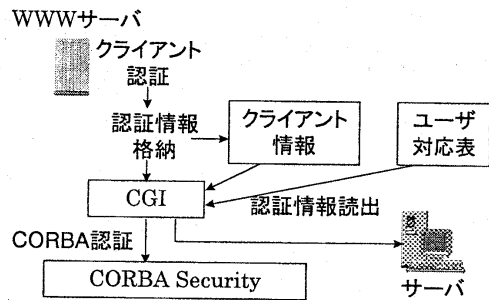 WWWサーバ
クライアント
認証
認証情報
格納
クライアント
情報
ユーザ
対応表
CGI
認証情報読出
CORBA認証
CORBA Security
サーバ